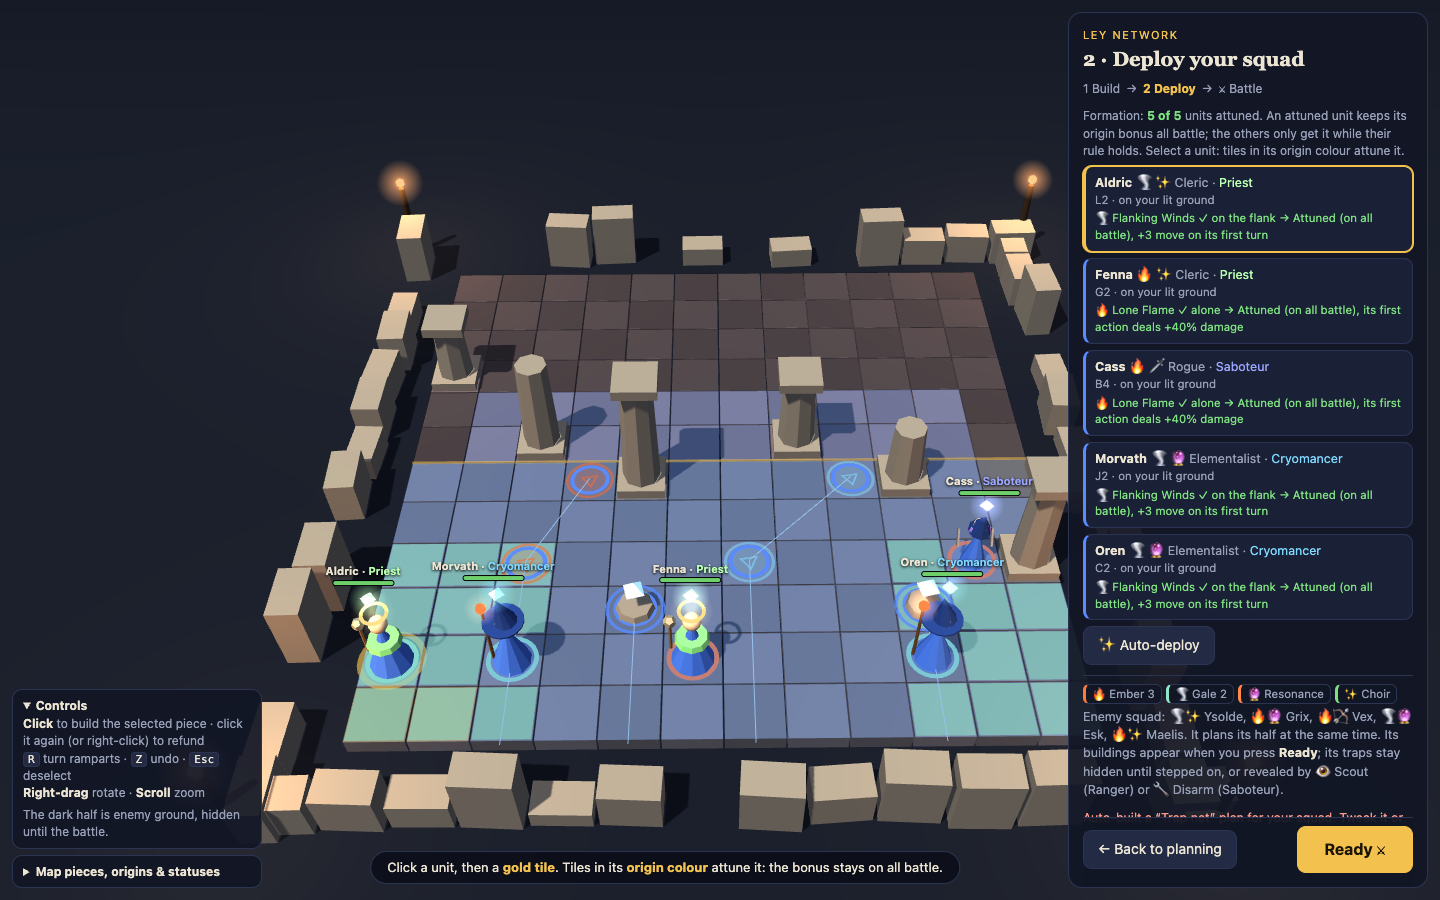 LEY NETWORK
2 · Deploy your squad
1 Build → 2 Deploy → ⚔ Battle
Formation: 5 of 5 units attuned. An attuned unit keeps its
origin bonus all battle; the others only get it while their
rule holds. Select a unit: tiles in its origin colour attune it.
Aldric 🌪✨ Cleric · Priest
L2 · on your lit ground
🌪 Flanking Winds ✓ on the flank → Attuned (on all
battle), +3 move on its first turn
Fenna 🔥✨ Cleric · Priest
G2 · on your lit ground
🔥 Lone Flame ✓ alone → Attuned (on all battle), its first
action deals +40% damage
Cass 🔥🗡 Rogue · Saboteur
B4 · on your lit ground
🔥 Lone Flame ✓ alone → Attuned (on all battle), its first
action deals +40% damage
Morvath 🌪🔮 Elementalist · Cryomancer
J2 · on your lit ground
🌪 Flanking Winds ✓ on the flank → Attuned (on all
battle), +3 move on its first turn
Oren 🌪🔮 Elementalist · Cryomancer
C2 · on your lit ground
🌪 Flanking Winds ✓ on the flank → Attuned (on all
battle), +3 move on its first turn
✨ Auto-deploy
🔥 Ember 3 🌪 Gale 2 🔮 Resonance ✨ Choir
Enemy squad: 🌪✨ Ysolde, 🔥🔮 Grix, 🔥🏹 Vex, 🌪🔮
Esk, 🔥✨ Maelis. It plans its half at the same time. Its
buildings appear when you press Ready; its traps stay
hidden until stepped on, or revealed by 👁 Scout
(Ranger) or 🔧 Disarm (Saboteur).
Auto-built a "Trap net" plan for your squad. Tweak it or
← Back to planning
Ready ⚔
Cass · Saboteur
Aldric · Priest
Morvath · Cryomancer
Fenna · Priest
Oren · Cryomancer
▼ Controls
Click to build the selected piece · click
it again (or right-click) to refund
R turn ramparts · Z undo · Esc
deselect
Right-drag rotate · Scroll zoom
The dark half is enemy ground, hidden
until the battle.
▶ Map pieces, origins & statuses
Click a unit, then a gold tile. Tiles in its origin colour attune it: the bonus stays on all battle.